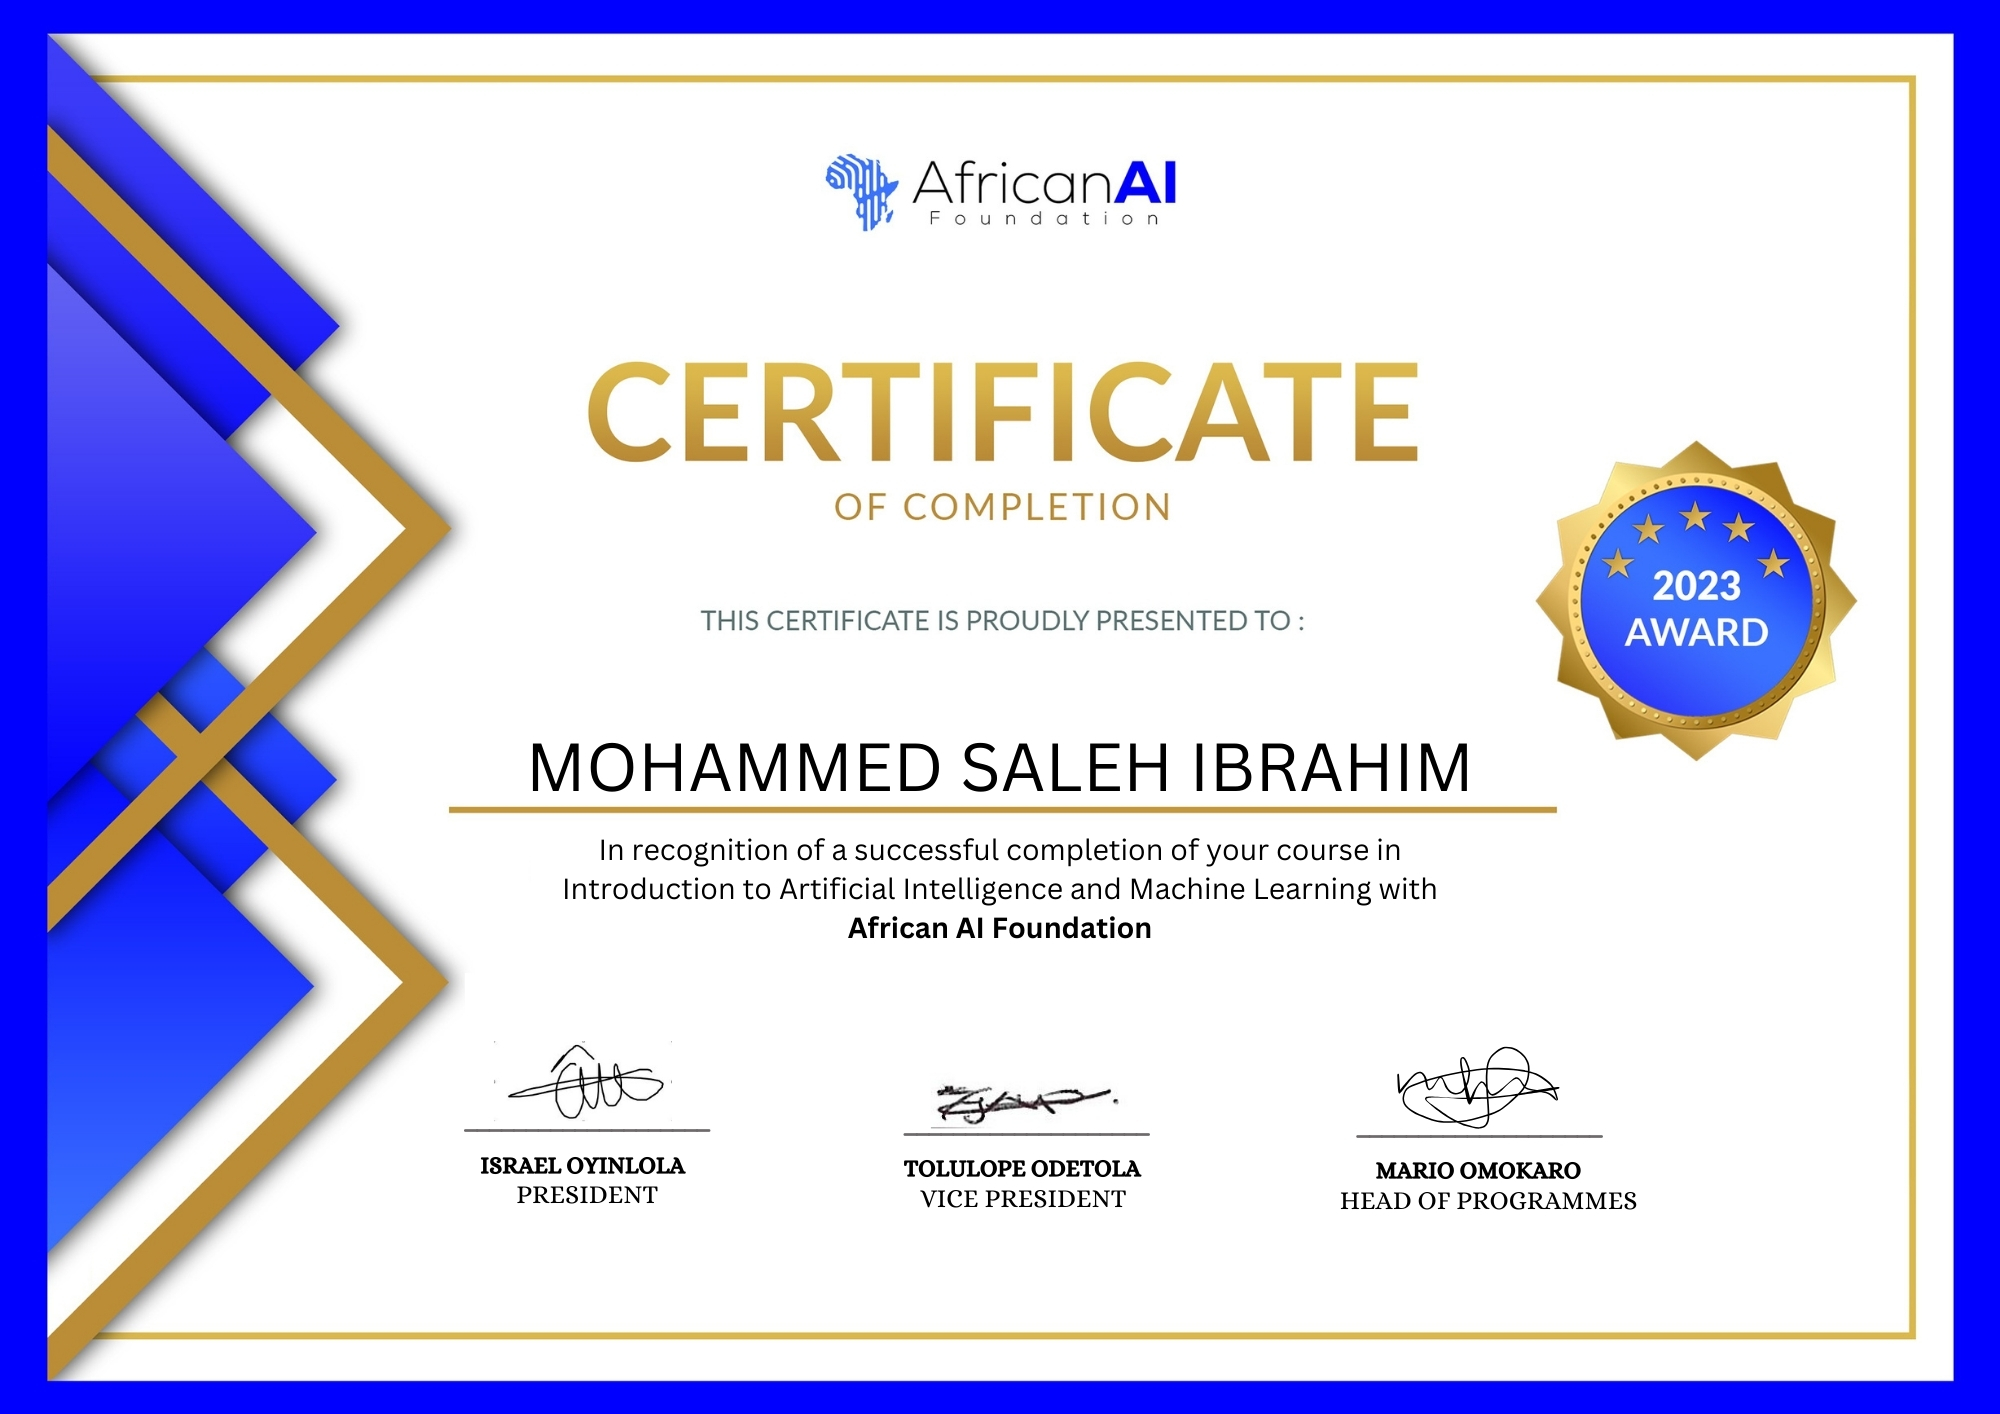 AfricanAI
Foundation
CERTIFICATE
OF COMPLETION
THIS CERTIFICATE IS PROUDLY PRESENTED TO :
2023
AWARD
MOHAMMED SALEH IBRAHIM
In recognition of a successful completion of your course in
Introduction to Artificial Intelligence and Machine Learning with
African AI Foundation
ISRAEL OYINLOLA
PRESIDENT
TOLULOPE ODETOLA
VICE PRESIDENT
MARIO OMOKARO
HEAD OF PROGRAMMES